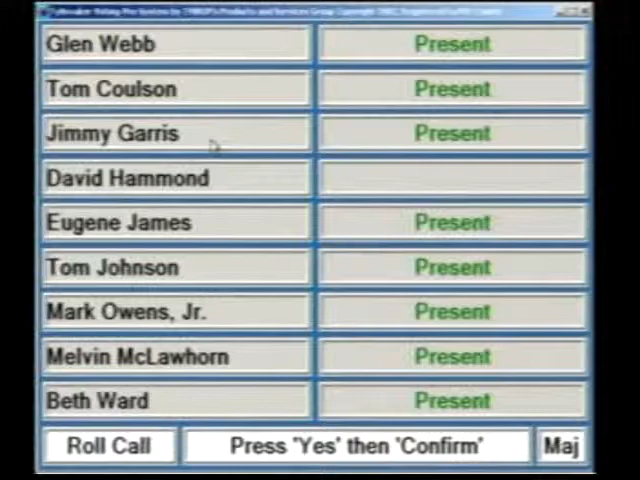 Glen Webb Present
Tom Coulson Present
Jimmy Garris Present
David Hammond
Eugene James Present
Tom Johnson Present
Mark Owens, Jr. Present
Melvin McLawhorn Present
Beth Ward Present
Roll Call Press 'Yes' then 'Confirm' Maj